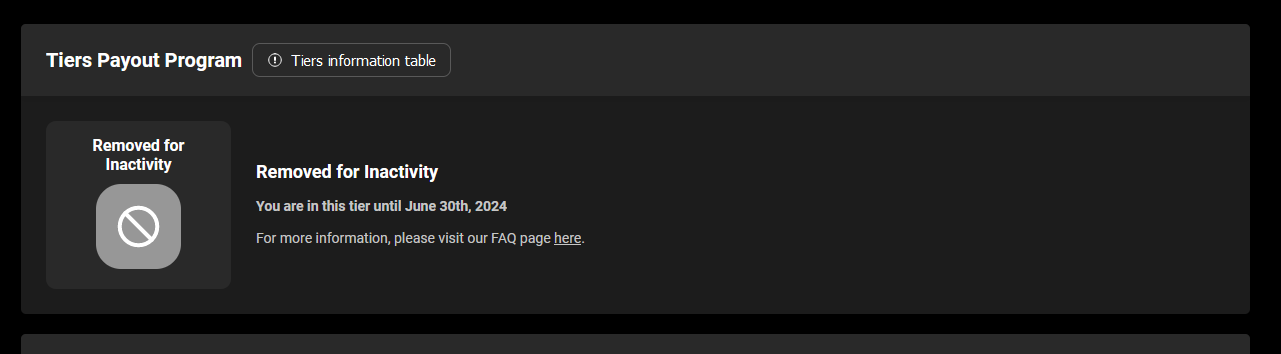 Tiers Payout Program
Tiers information table
Removed for
Inactivity
Removed for Inactivity
You are in this tier until June 30th, 2024
For more information, please visit our FAQ page here.